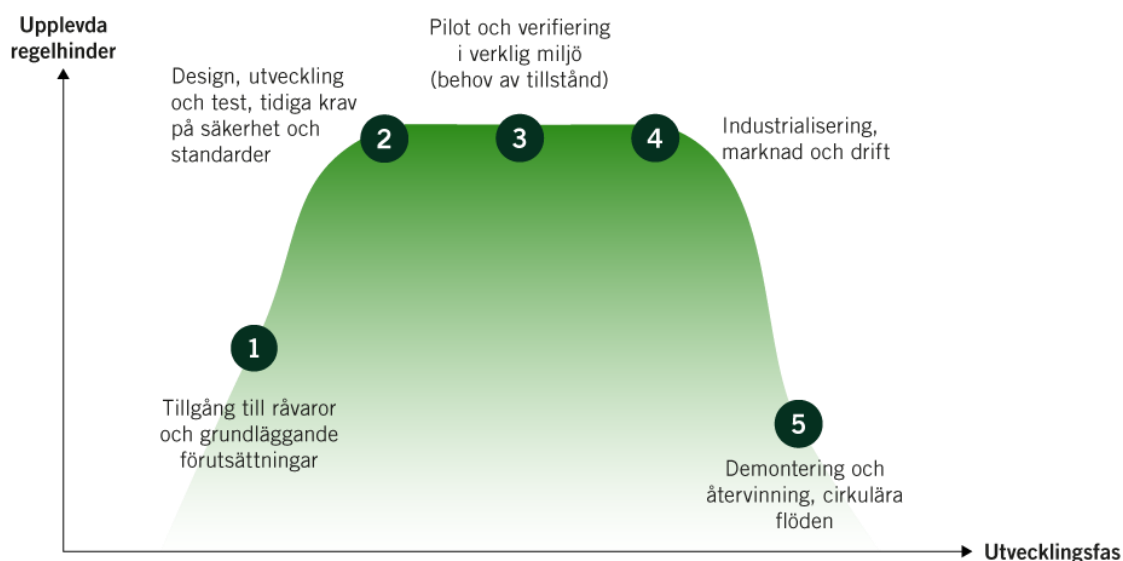 Upplevda
regelhinder
Pilot och verifiering
i verklig miljö
(behov av tillstånd)
Design, utveckling
och test, tidiga krav
på säkerhet och
standarder
2
3
4
Industrialisering,
marknad och drift
1
Tillgång till råvaror
och grundläggande
förutsättningar
5
Demontering och
återvinning, cirkulära
flöden
Utvecklingsfas